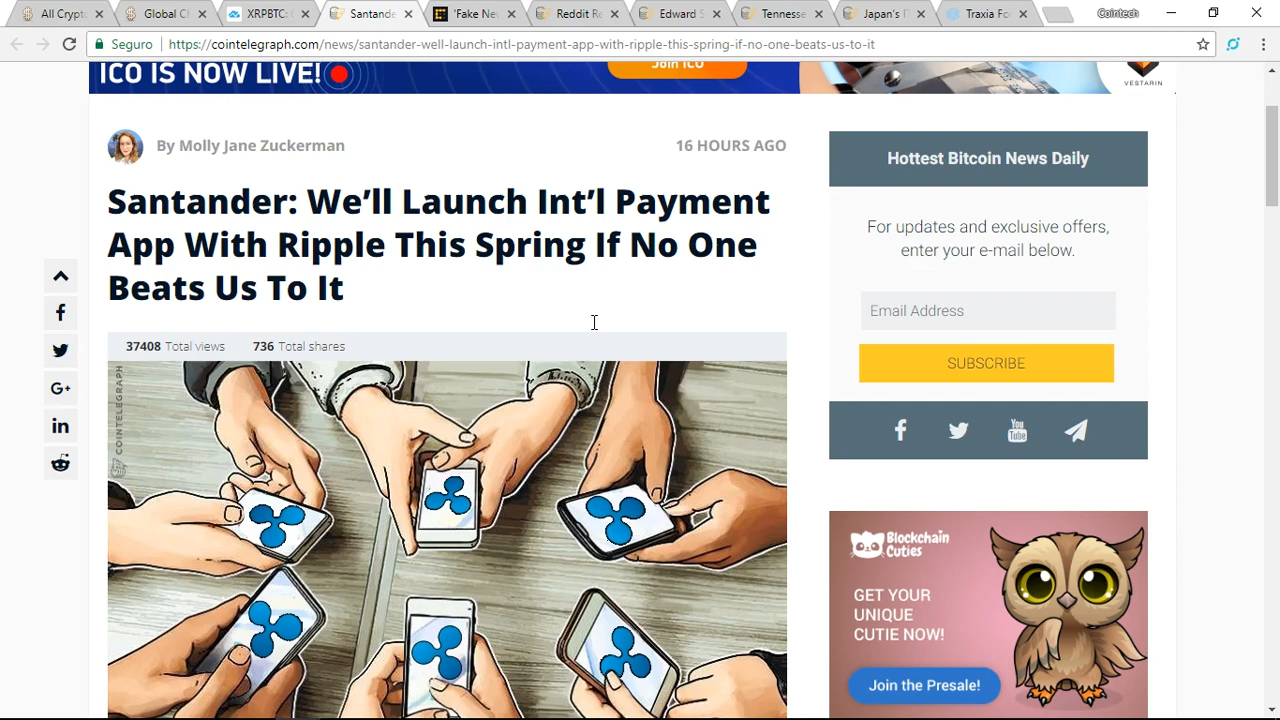 All Crypt
Global C
XRPBTC:
Santande
'Fake Ne
Reddit R
Edward
Tennesse
Japan's I
Traxia Fo
Cointech
Seguro
https://cointelegraph.com/news/santander-well-launch-intl-payment-app-with-ripple-this-spring-if-no-one-beats-us-to-it
ICO IS NOW LIVE!
Join ICO
VESTARIN
By Molly Jane Zuckerman
16 HOURS AGO
Santander: We’ll Launch Int’l Payment
App With Ripple This Spring If No One
Beats Us To It
37408 Total views 736 Total shares
COINTELEGRAPH
Hottest Bitcoin News Daily
For updates and exclusive offers,
enter your e-mail below.
Email Address
SUBSCRIBE
You
Tube
Blockchain
Cuties
GET YOUR
UNIQUE
CUTIE NOW!
Join the Presale!